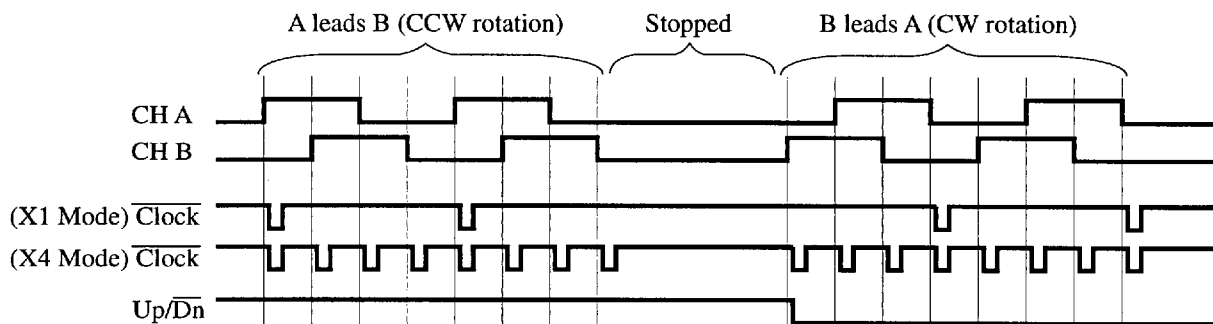 A leads B (CCW rotation) Stopped B leads A (CW rotation)
CH A
CH B
(X1 Mode) Clock
(X4 Mode) Clock
Up/Dn